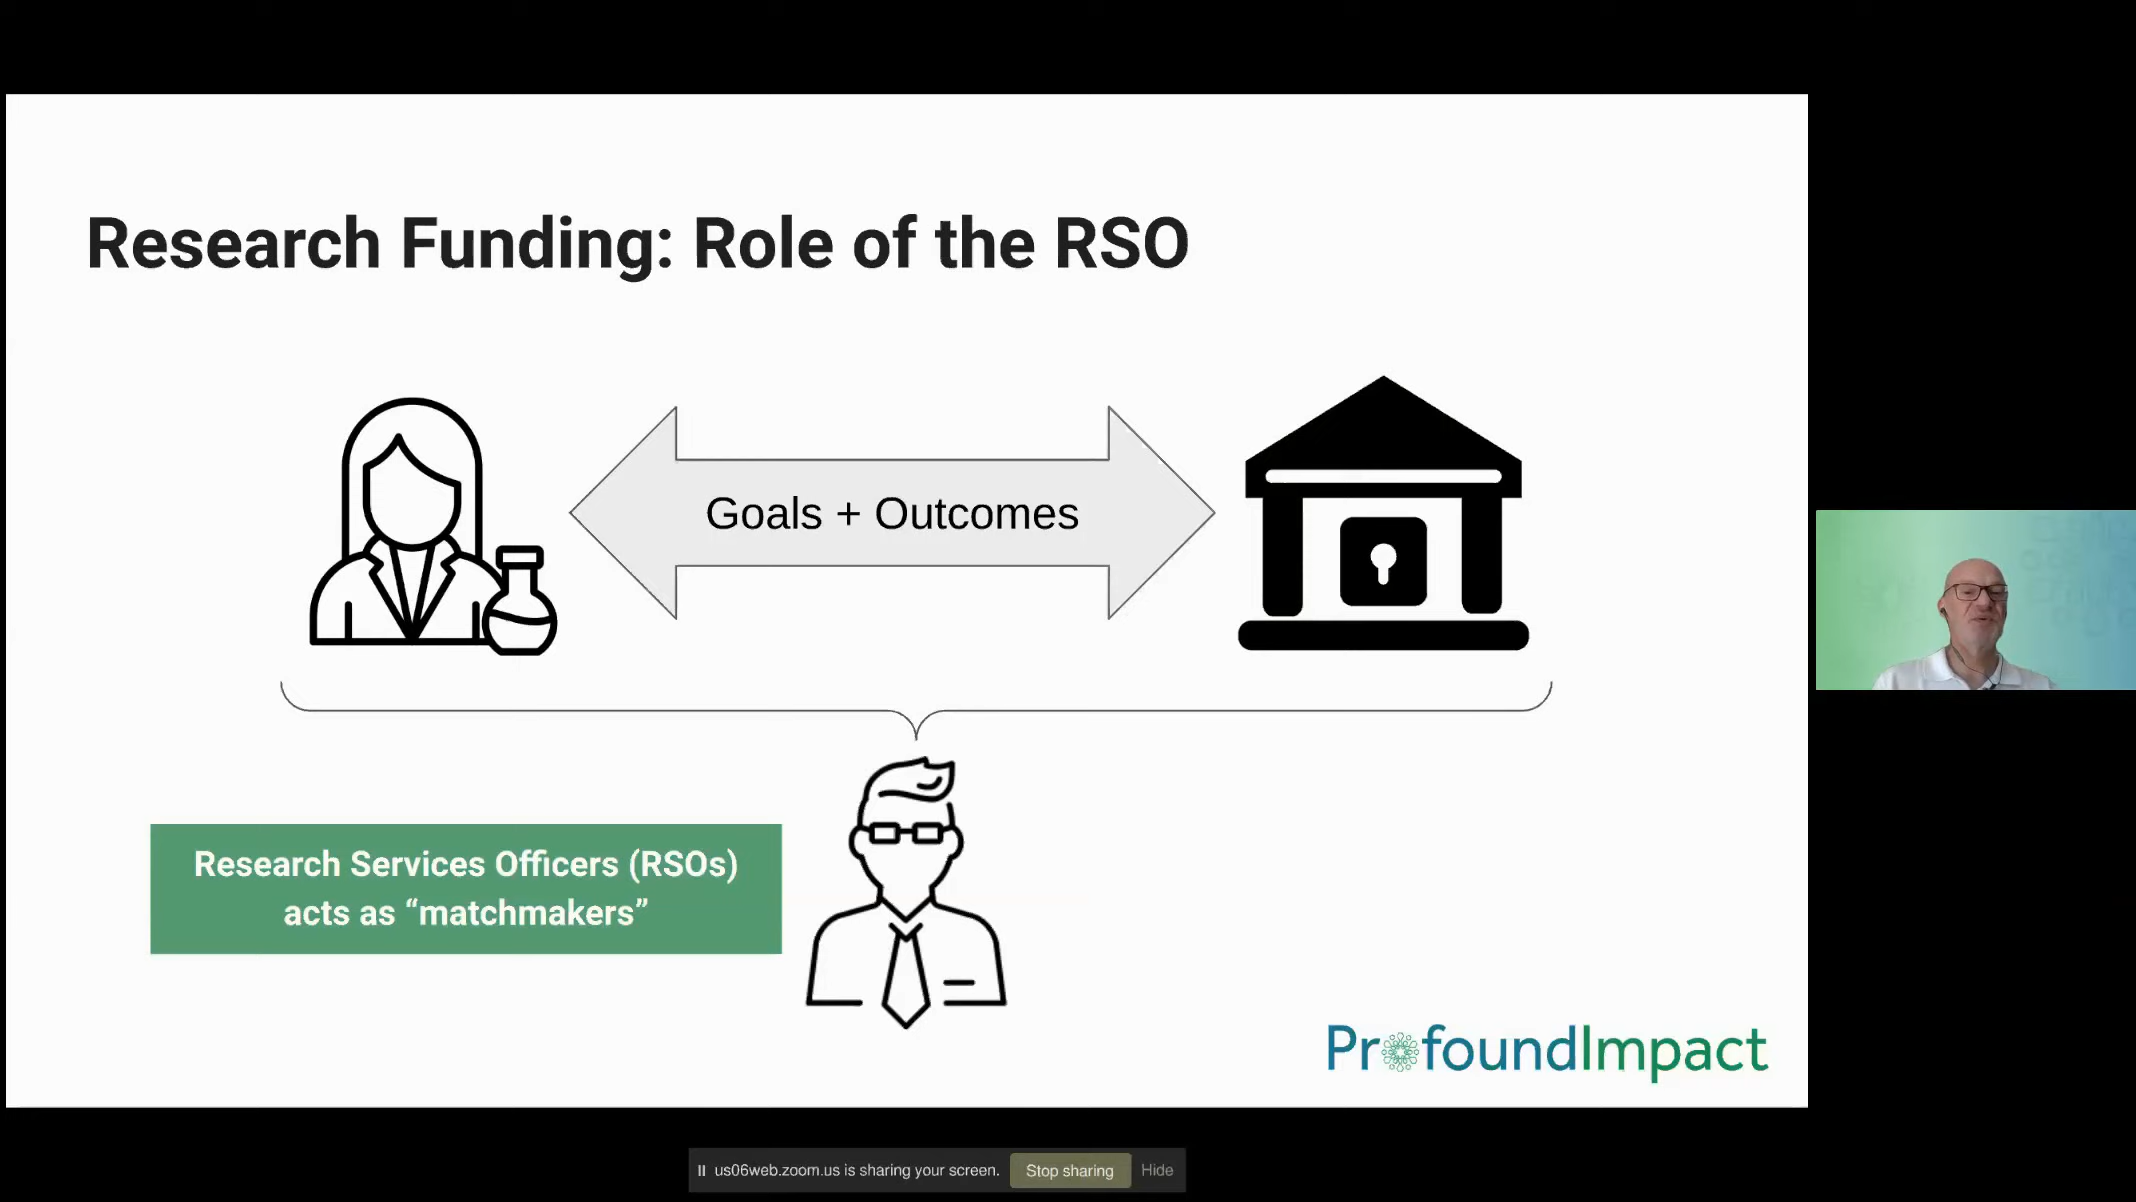 Research Funding: Role of the RSO
Goals + Outcomes
Research Services Officers (RSOs)
acts as “matchmakers”
ProfoundImpact
us06web.zoom.us is sharing your screen.
Stop sharing
Hide